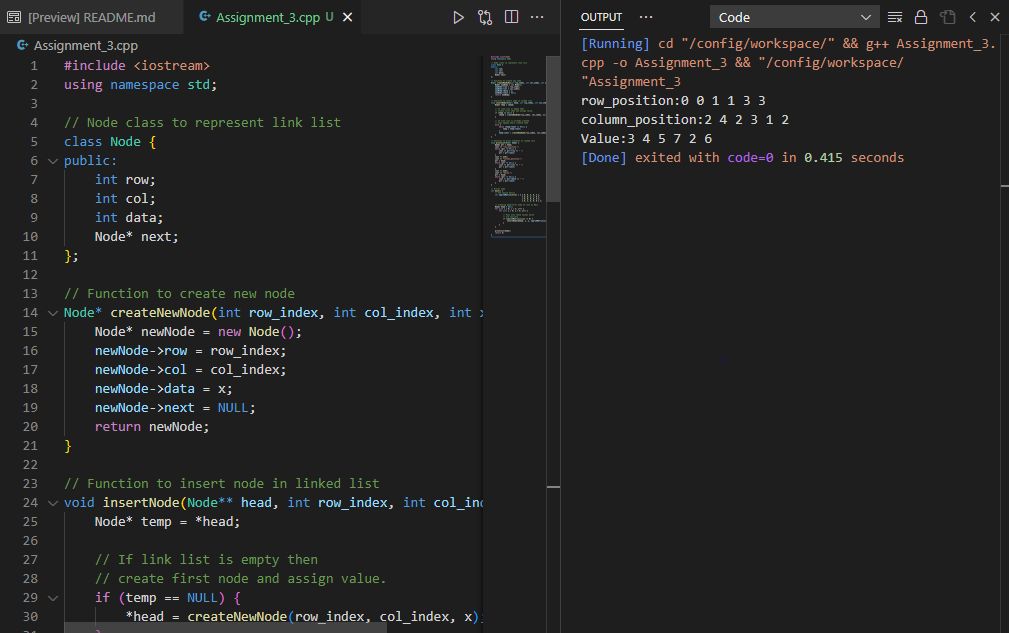 [Preview] README.md
Assignment_3.cpp U
OUTPUT
Code
Assignment_3.cpp
1 #include <iostream>
2 using namespace std;
3
4 // Node class to represent link list
5 class Node {
6 public:
7 int row;
8 int col;
9 int data;
10 Node* next;
11 };
12
13 // Function to create new node
14 Node* createNewNode(int row_index, int col_index, int x
15 Node* newNode = new Node();
16 newNode->row = row_index;
17 newNode->col = col_index;
18 newNode->data = x;
19 newNode->next = NULL;
20 return newNode;
21 }
22
23 // Function to insert node in linked list
24 void insertNode(Node** head, int row_index, int col_ind
25 Node* temp = *head;
26
27 // If link list is empty then
28 // create first node and assign value.
29 if (temp == NULL) {
30 *head = createNewNode(row_index, col_index, x);
[Running] cd "/config/workspace/" && g++ Assignment_3.
cpp -o Assignment_3 && "/config/workspace/
"Assignment_3
row_position:0 0 1 1 3 3
column_position:2 4 2 3 1 2
Value:3 4 5 7 2 6
[Done] exited with code=0 in 0.415 seconds